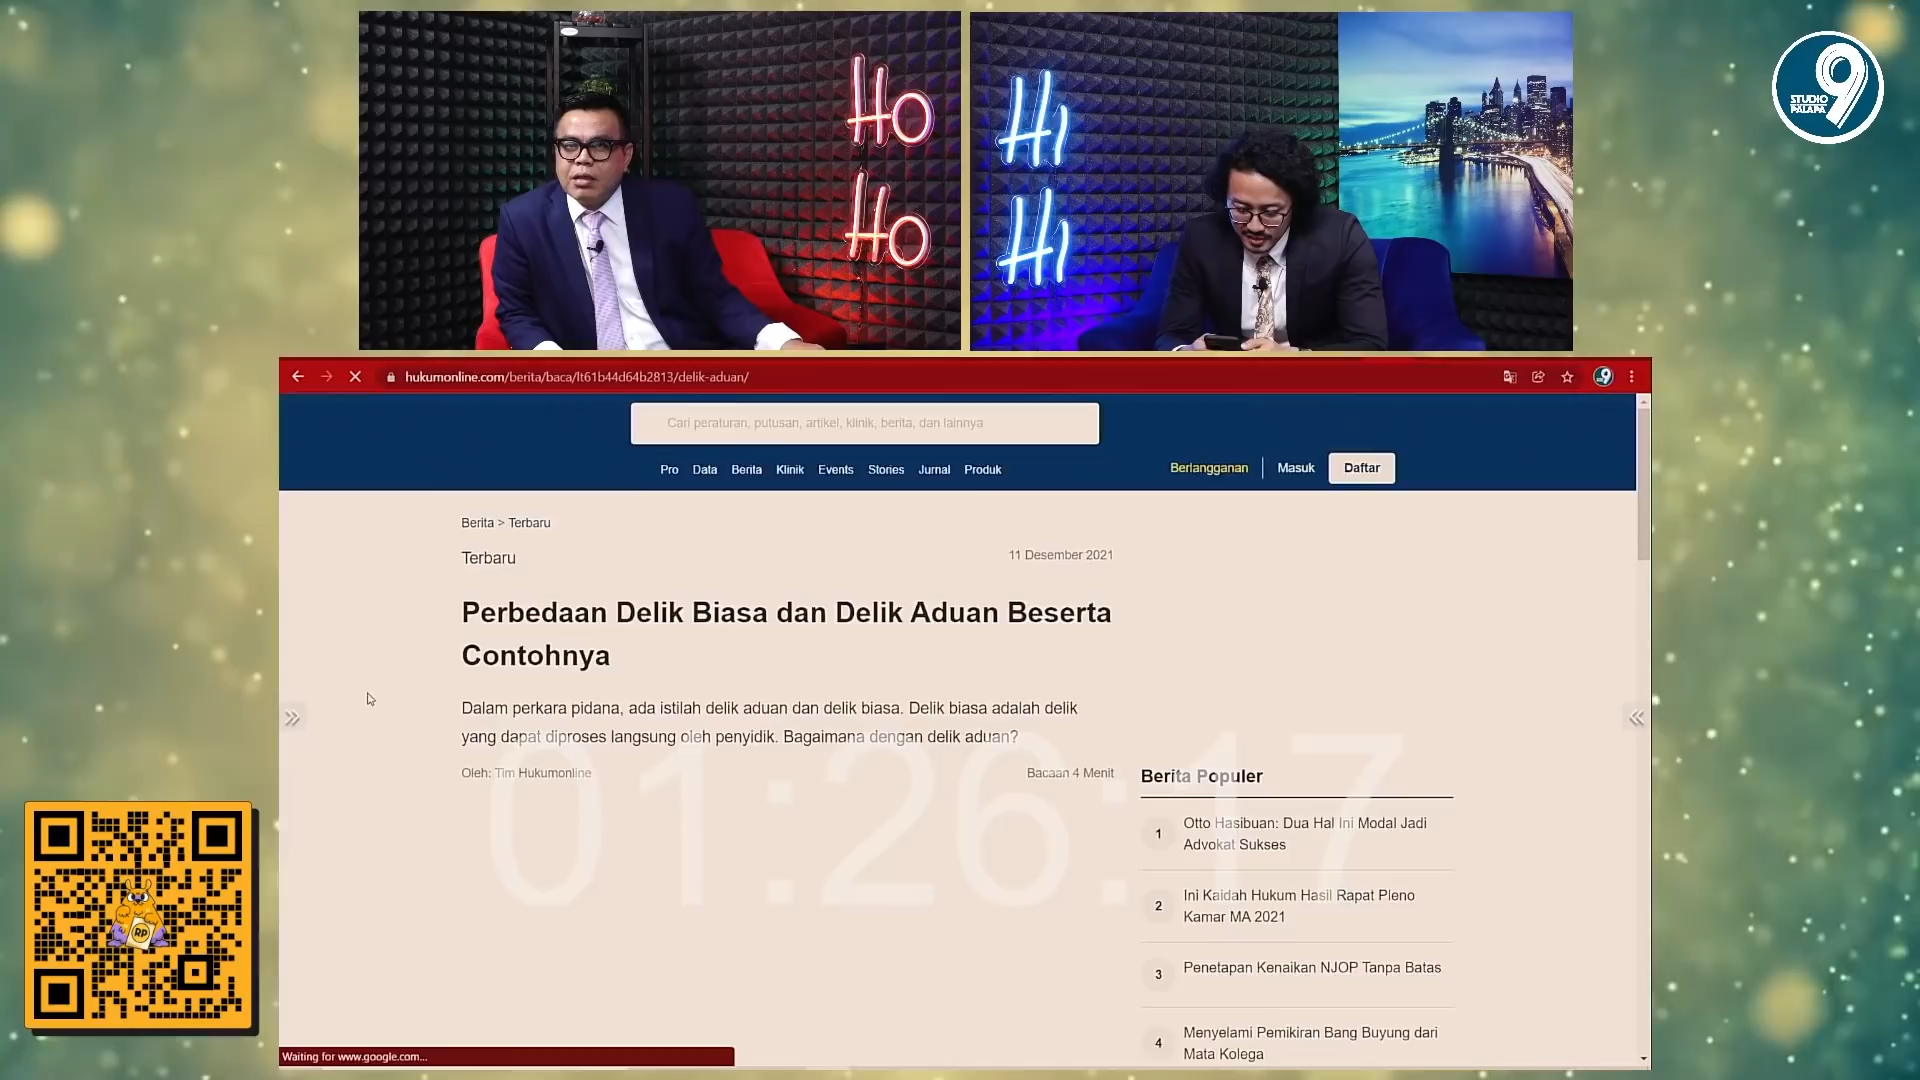 Ho
Ho
Hi
Hi
9
STUDIO
PALAPA
hukumonline.com/berita/baca/lt61b44d64b2813/delik-aduan/
Cari peraturan, putusan, artikel, klinik, berita, dan lainnya
Pro Data Berita Klinik Events Stories Jurnal Produk
Berlangganan Masuk Daftar
Berita > Terbaru
Terbaru
11 Desember 2021
Perbedaan Delik Biasa dan Delik Aduan Beserta
Contohnya
Dalam perkara pidana, ada istilah delik aduan dan delik biasa. Delik biasa adalah delik
yang dapat diproses langsung oleh penyidik. Bagaimana dengan delik aduan?
Oleh: Tim Hukumonline
Bacaan 4 Menit
01:26:17
Berita Populer
1 Otto Hasibuan: Dua Hal Ini Modal Jadi
Advokat Sukses
2 Ini Kaidah Hukum Hasil Rapat Pleno
Kamar MA 2021
3 Penetapan Kenaikan NJOP Tanpa Batas
4 Menyelami Pemikiran Bang Buyung dari
Mata Kolega
RP
Waiting for www.google.com...